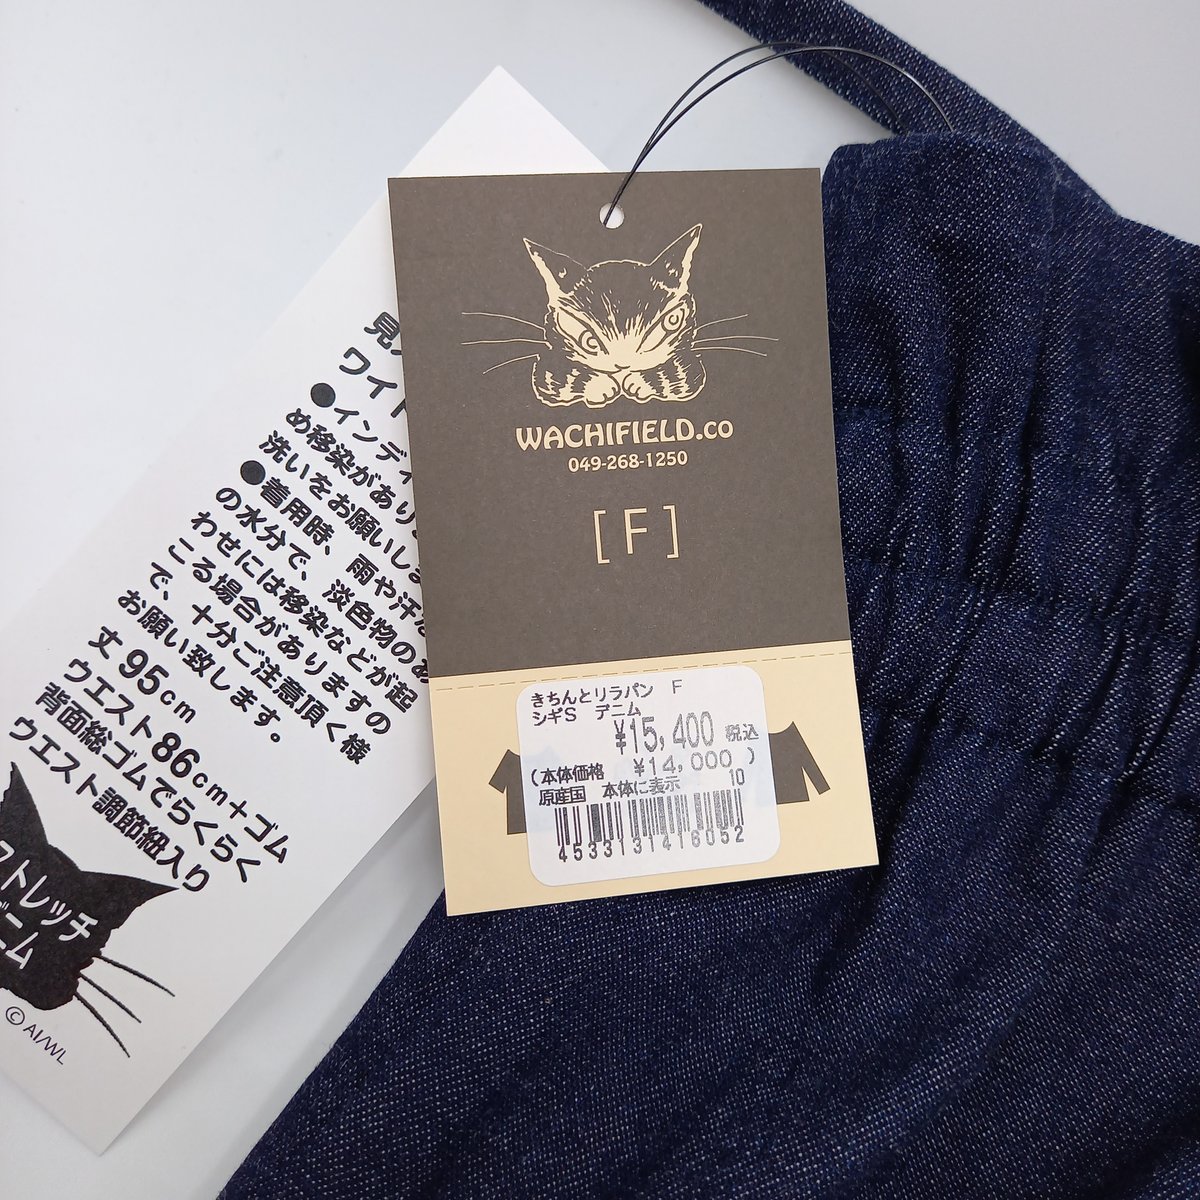 見
ワイド
●インディ
め移染があり
洗いをお願いしま
●着用時、雨や汗な
の水分で、淡色物のあ
わせには移染などが起
こる場合がありますの
で、十分ご注意頂く様
お願い致します。
丈95cm
ウエスト86cm+ゴム
背面総ゴムでらくらく
ウエスト調節紐入り
ストレッチ
デニム
©AI/WL
WACHIFIELD.co
049-268-1250
[F]
きちんとリラパン F
シギS デニム
¥15,400 税込
(本体価格 ¥14,000)
原産国 本体に表示 10
4533131416052